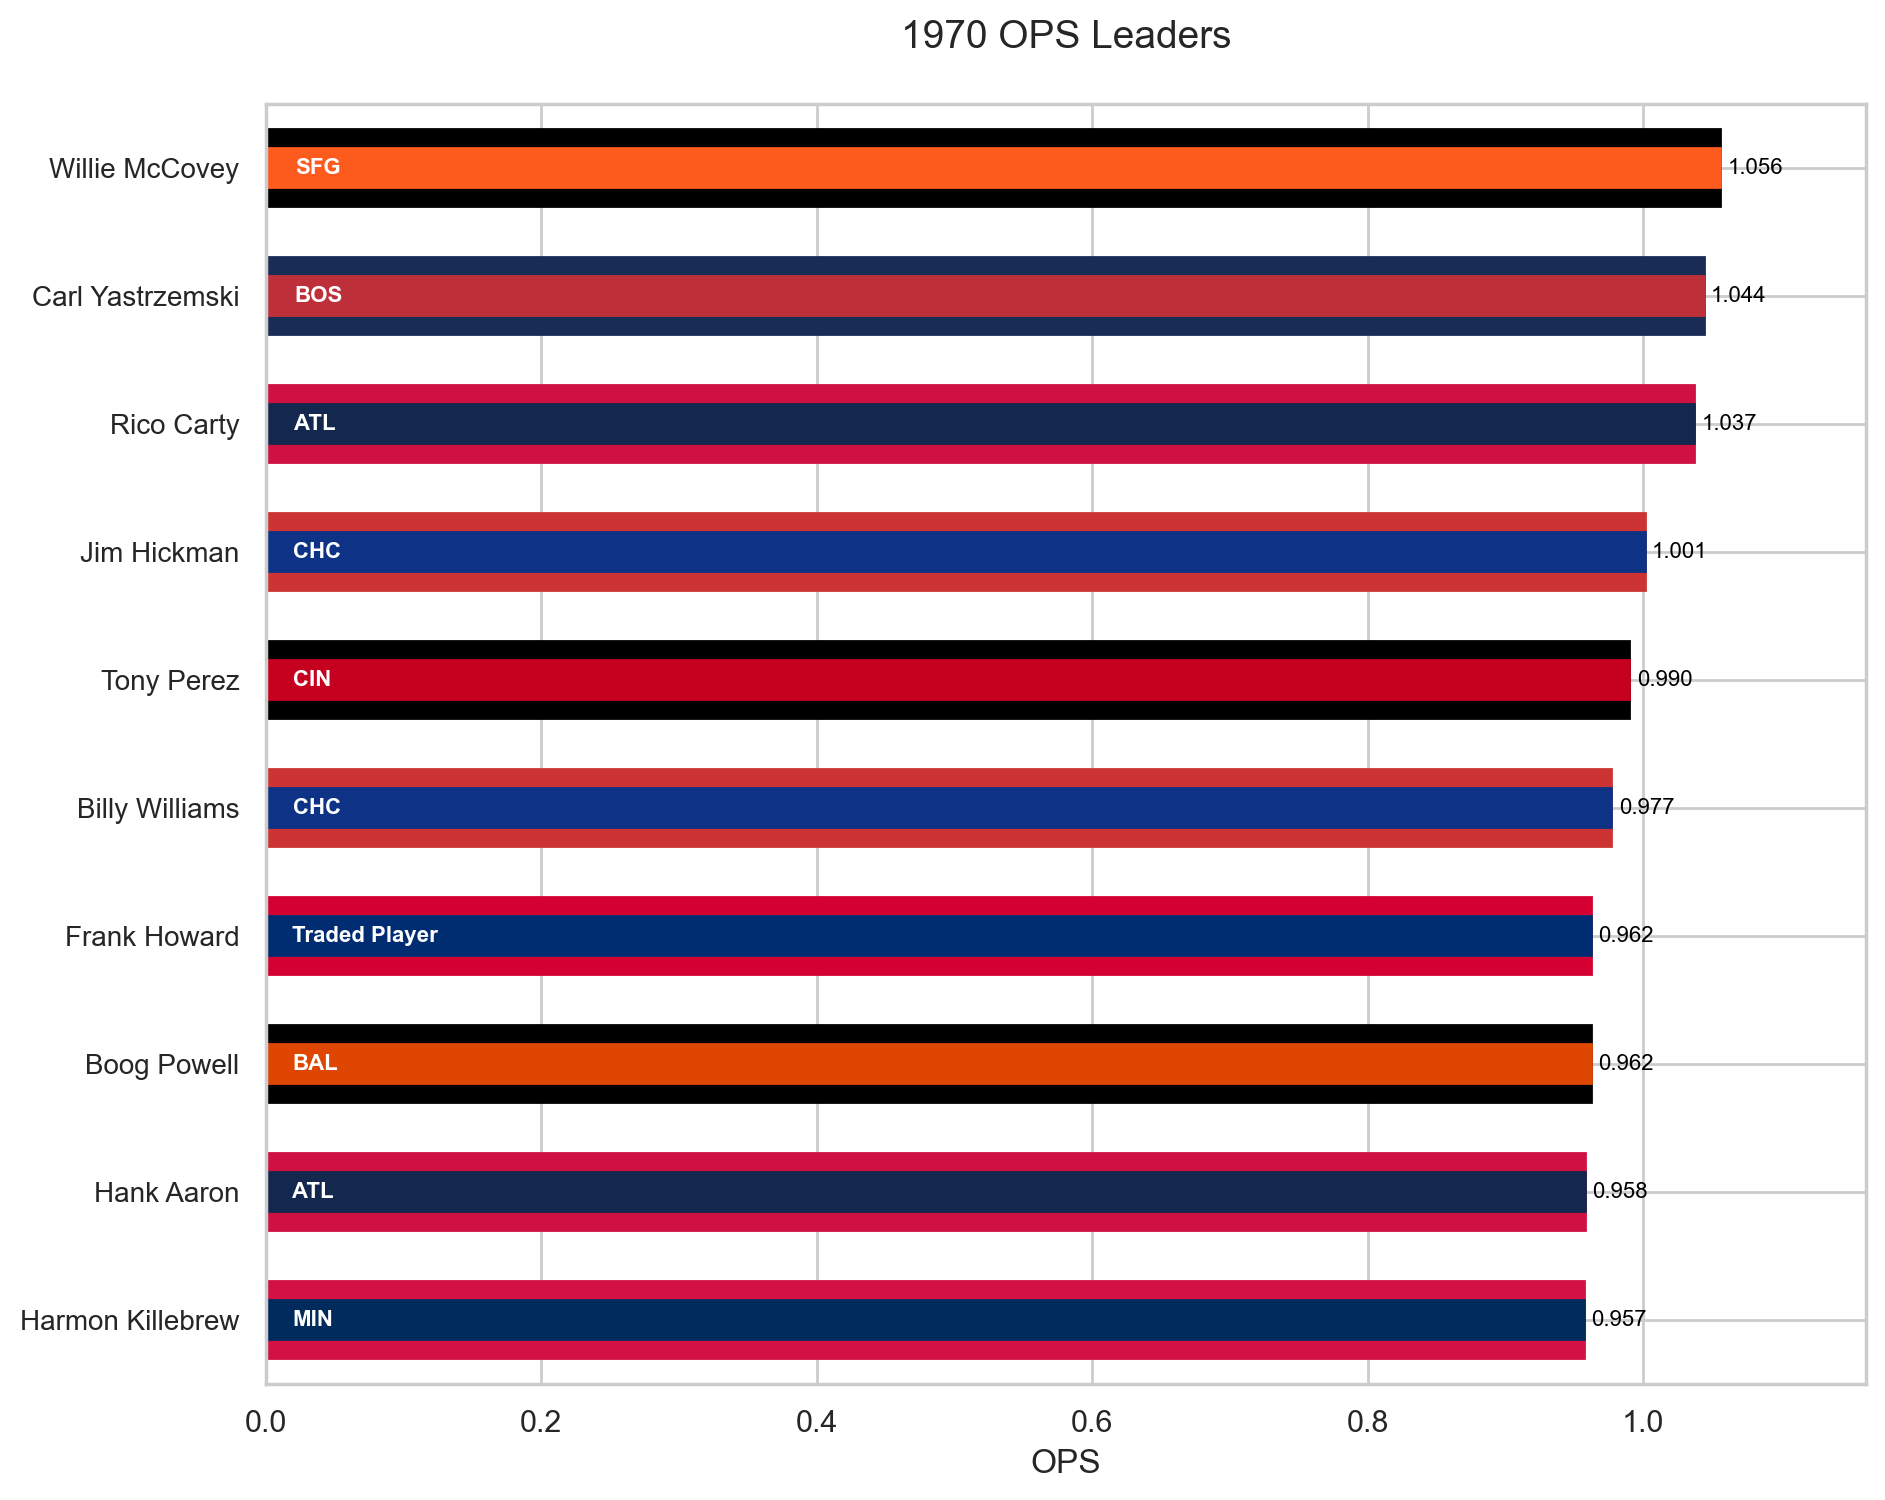 1970 OPS Leaders
Willie McCovey SFG 1.056
Carl Yastrzemski BOS 1.044
Rico Carty ATL 1.037
Jim Hickman CHC 1.001
Tony Perez CIN 0.990
Billy Williams CHC 0.977
Frank Howard Traded Player 0.962
Boog Powell BAL 0.962
Hank Aaron ATL 0.958
Harmon Killebrew MIN 0.957
0.0 0.2 0.4 0.6 0.8 1.0
OPS